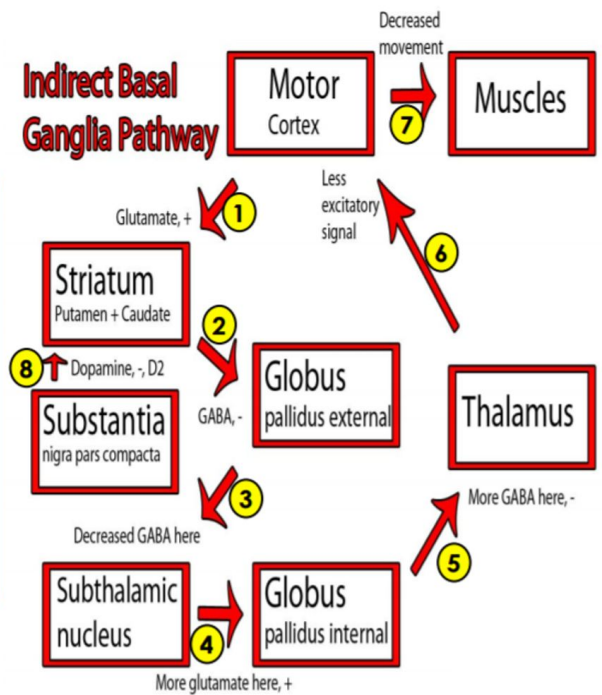 Decreased
movement
Indirect Basal
Ganglia Pathway
Motor
Cortex
Muscles
7
Less
excitatory
signal
1
Glutamate, +
6
Striatum
Putamen + Caudate
2
8
Dopamine, -, D2
Globus
pallidus external
Thalamus
Substantia
nigra pars compacta
GABA, -
3
More GABA here, -
Decreased GABA here
5
Subthalamic
nucleus
Globus
pallidus internal
4
More glutamate here, +